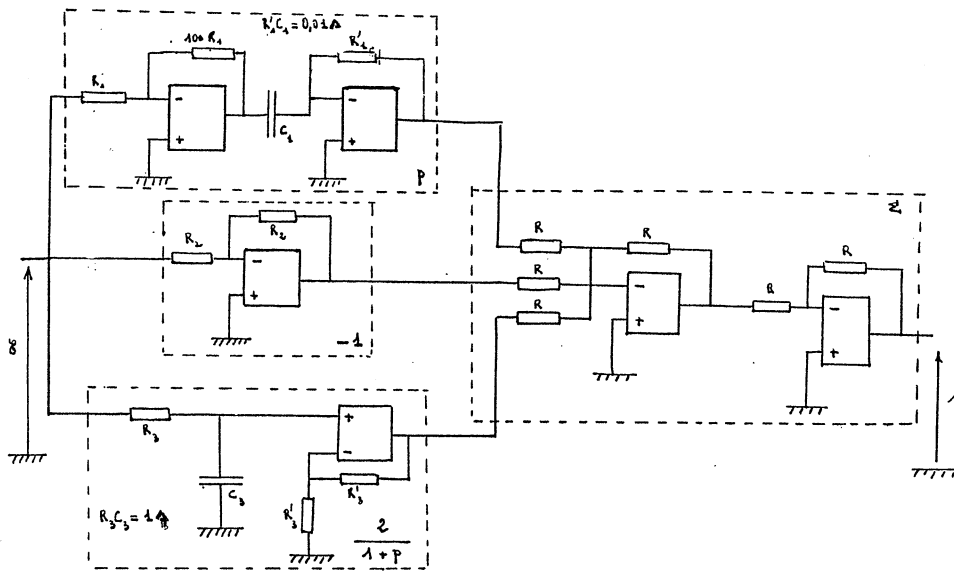 R'₁C₁ = 0,01 s
100 R₁
R'₁
R₁
-
+
C₁
-
+
p
R₂
R₂
-
+
-1
Σ
R
R
R
R
-
+
R
R
-
+
R₃
C₃
+
-
R'₃
R'₃
R₃C₃ = 1 s
2
1 + p